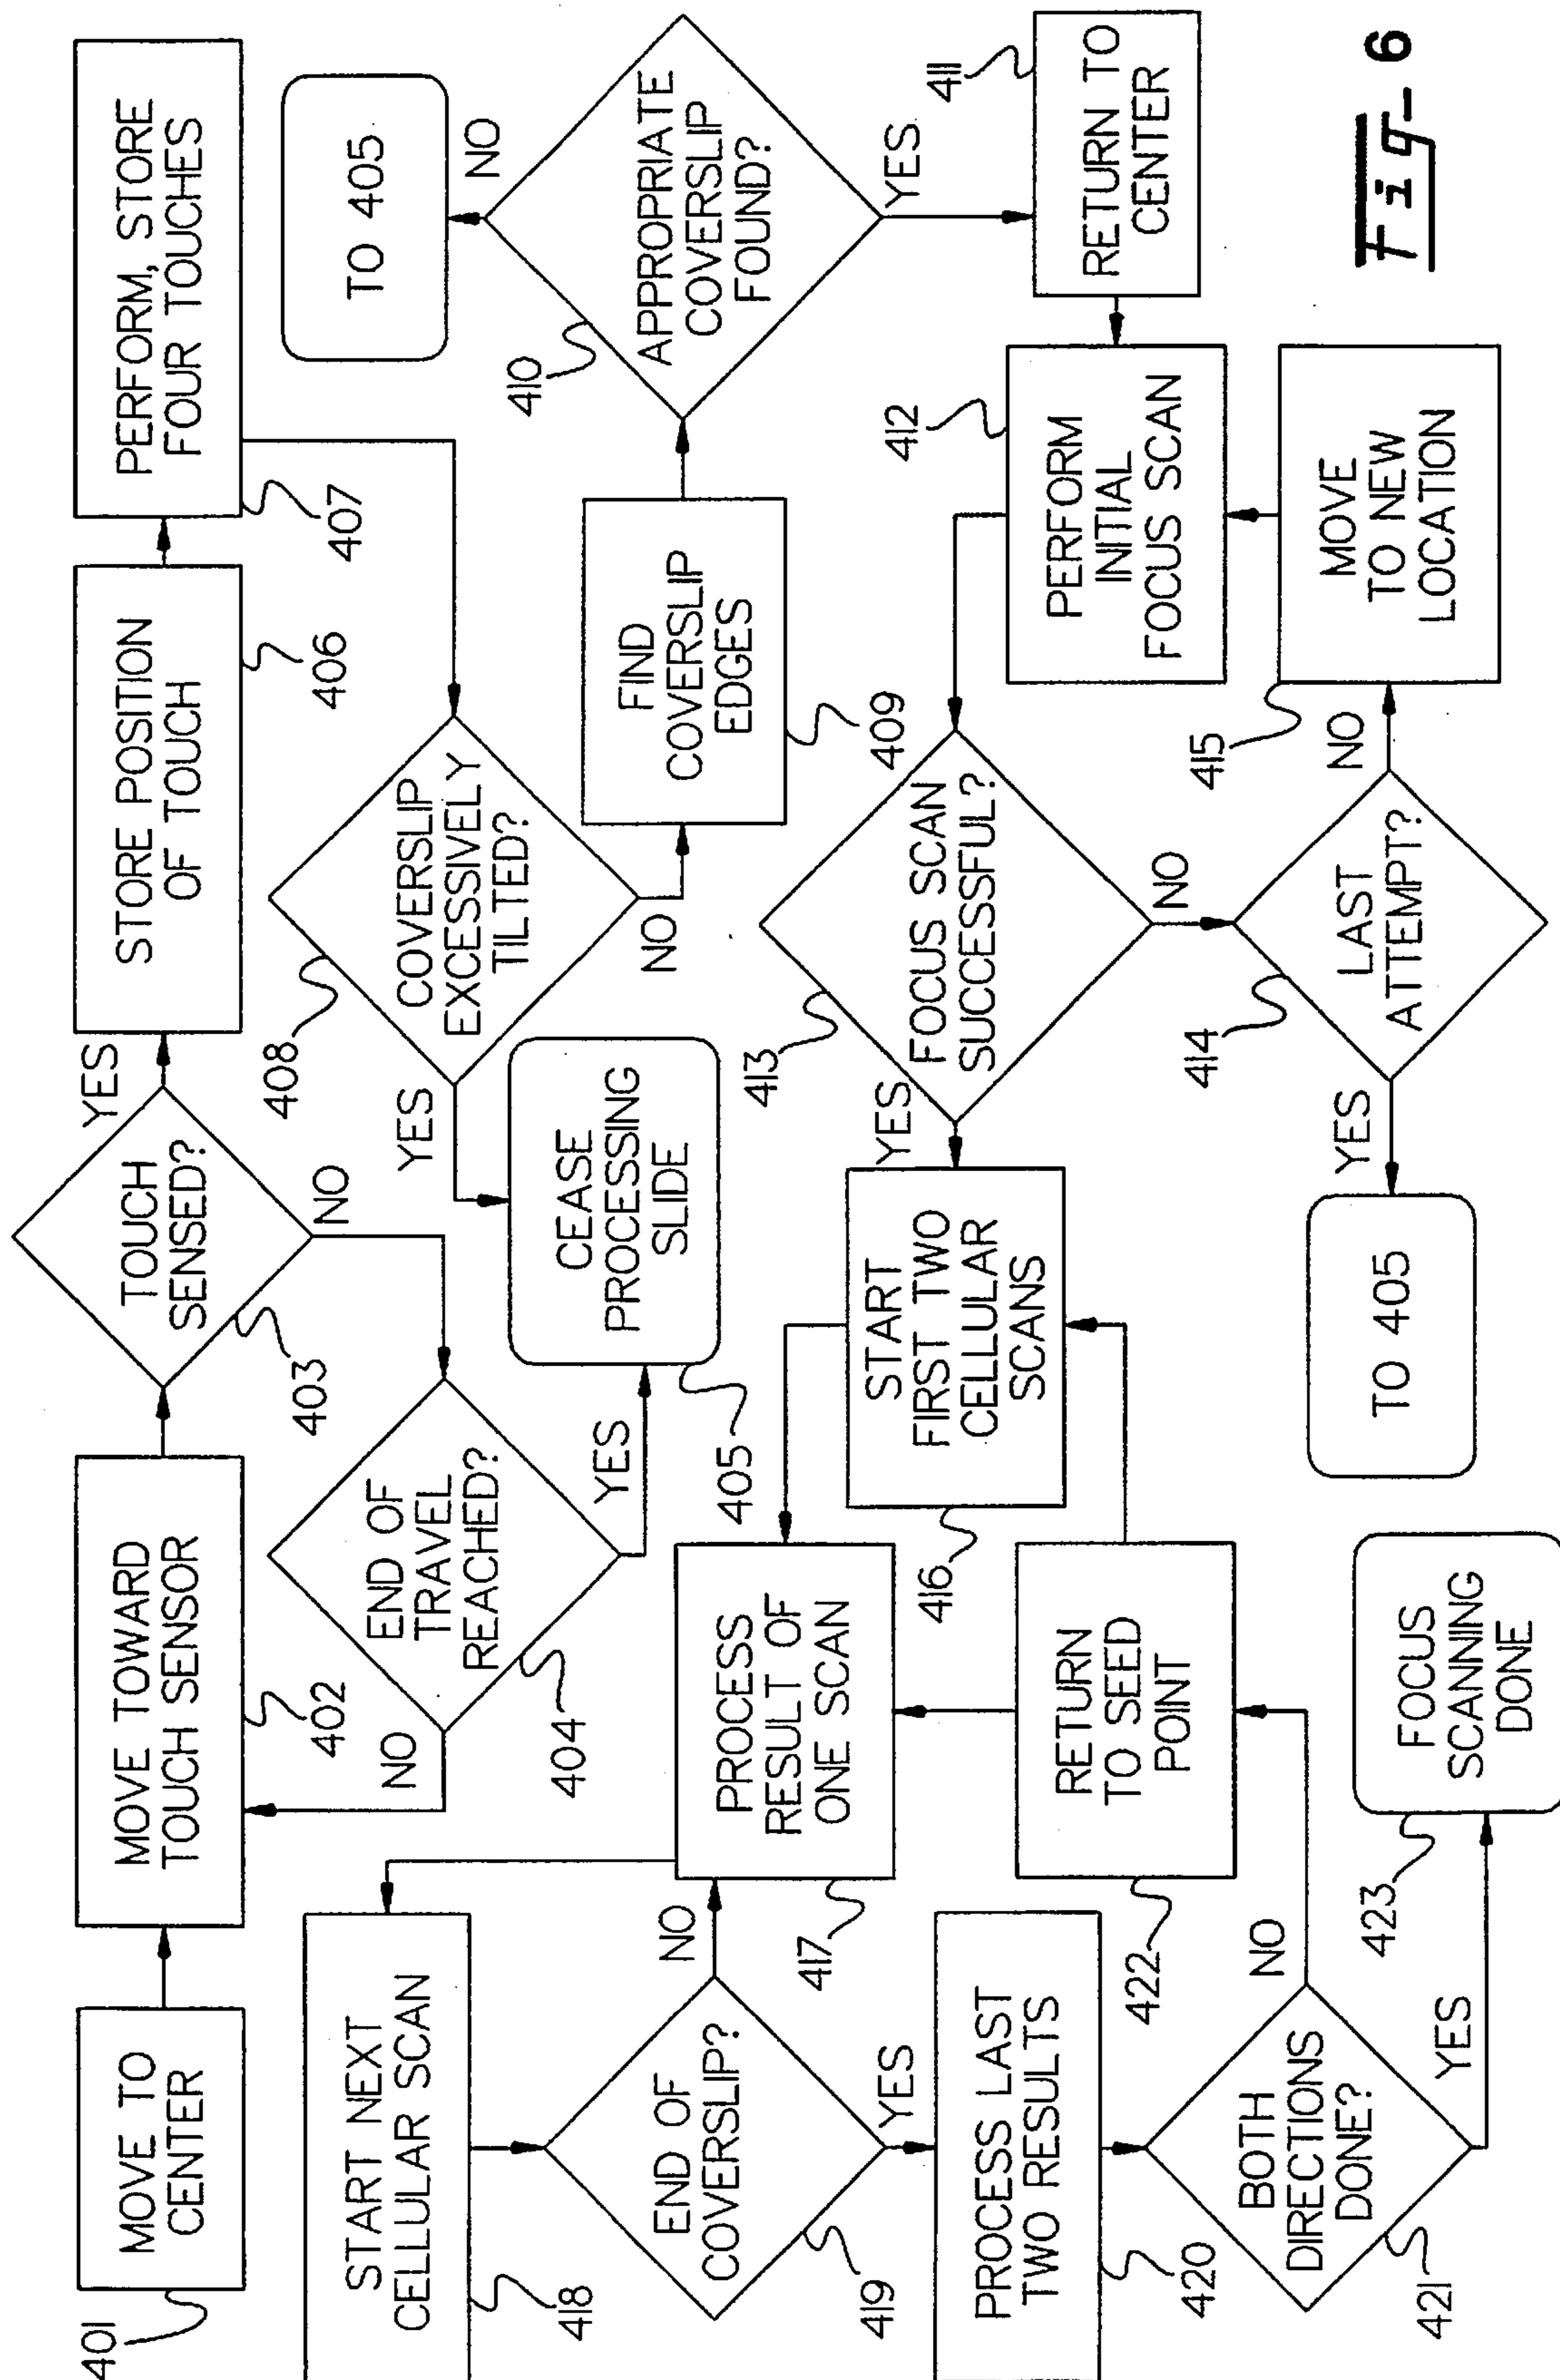 401
MOVE TO
CENTER
MOVE TOWARD
TOUCH SENSOR
402
TOUCH
SENSED?
403
YES
NO
STORE POSITION
OF TOUCH
406
PERFORM, STORE
FOUR TOUCHES
407
END OF
TRAVEL
REACHED?
404
NO
YES
CEASE
PROCESSING
SLIDE
405
COVERSLIP
EXCESSIVELY
TILTED?
408
YES
NO
FIND
COVERSLIP
EDGES
409
APPROPRIATE
COVERSLIP
FOUND?
410
NO
TO 405
YES
RETURN TO
CENTER
411
PERFORM
INITIAL
FOCUS SCAN
412
FOCUS SCAN
SUCCESSFUL?
413
YES
NO
LAST
ATTEMPT?
414
NO
MOVE
TO NEW
LOCATION
415
YES
TO 405
START
FIRST TWO
CELLULAR
SCANS
416
PROCESS
RESULT OF
ONE SCAN
417
START NEXT
CELLULAR SCAN
418
END OF
COVERSLIP?
419
NO
YES
PROCESS LAST
TWO RESULTS
420
BOTH
DIRECTIONS
DONE?
421
NO
RETURN
TO SEED
POINT
422
YES
FOCUS
SCANNING
DONE
423
Fig- 6